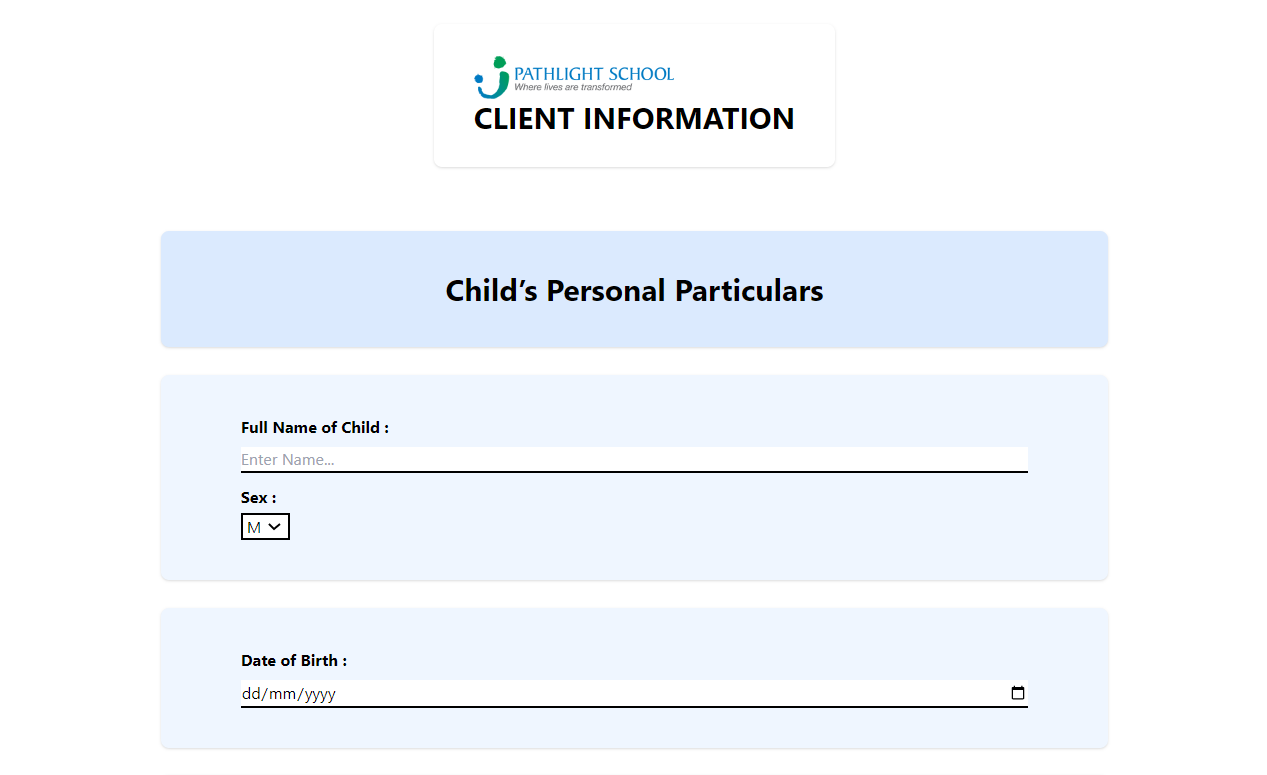 PATHLIGHT SCHOOL
Where lives are transformed
CLIENT INFORMATION
Child’s Personal Particulars
Full Name of Child :
Enter Name...
Sex :
M
Date of Birth :
dd/mm/yyyy